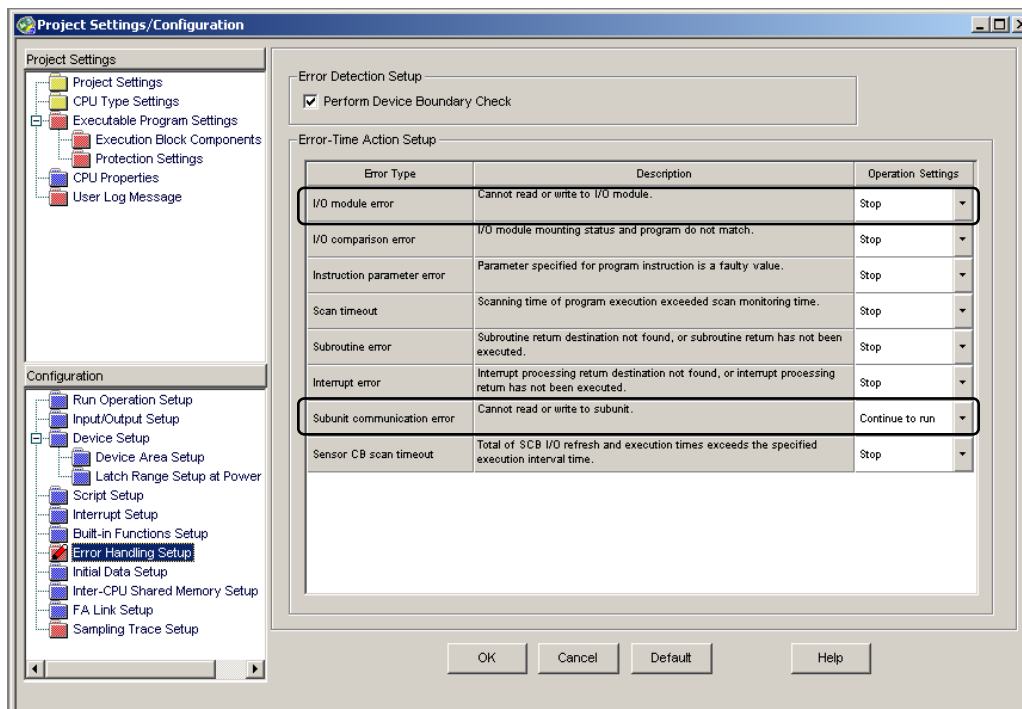 Project Settings/Configuration
Project Settings
Project Settings
CPU Type Settings
Executable Program Settings
Execution Block Components
Protection Settings
CPU Properties
User Log Message
Configuration
Run Operation Setup
Input/Output Setup
Device Setup
Device Area Setup
Latch Range Setup at Power
Script Setup
Interrupt Setup
Built-in Functions Setup
Error Handling Setup
Initial Data Setup
Inter-CPU Shared Memory Setup
FA Link Setup
Sampling Trace Setup
Error Detection Setup
Perform Device Boundary Check
Error-Time Action Setup
Error Type Description Operation Settings
I/O module error Cannot read or write to I/O module. Stop
I/O comparison error I/O module mounting status and program do not match. Stop
Instruction parameter error Parameter specified for program instruction is a faulty value. Stop
Scan timeout Scanning time of program execution exceeded scan monitoring time. Stop
Subroutine error Subroutine return destination not found, or subroutine return has not been
executed. Stop
Interrupt error Interrupt processing return destination not found, or interrupt processing
return has not been executed. Stop
Subunit communication error Cannot read or write to subunit. Continue to run
Sensor CB scan timeout Total of SCB I/O refresh and execution times exceeds the specified
execution interval time. Stop
OK Cancel Default Help